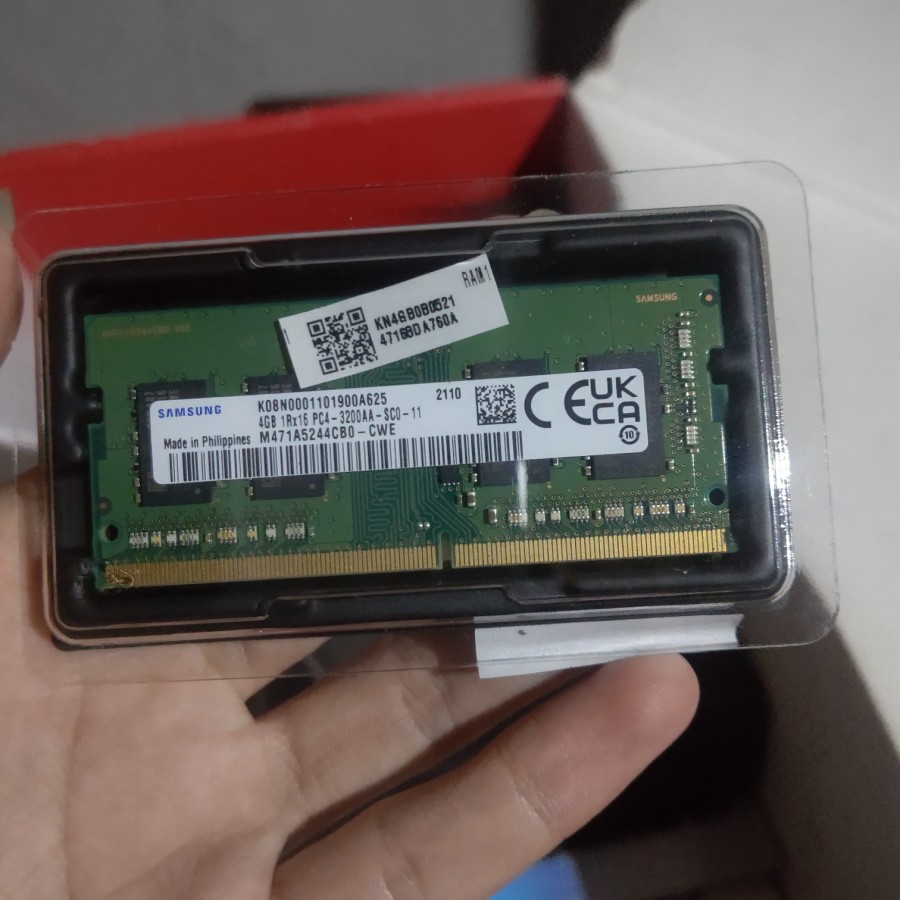 RAM1
KN4GB0B0521
47168DA760A
SAMSUNG
SAMSUNG
K08N0001101900A625
2110
4GB 1Rx16 PC4-3200AA-SC0-11
Made in Philippines
M471A5244CB0-CWE
CE
UK
CA
10